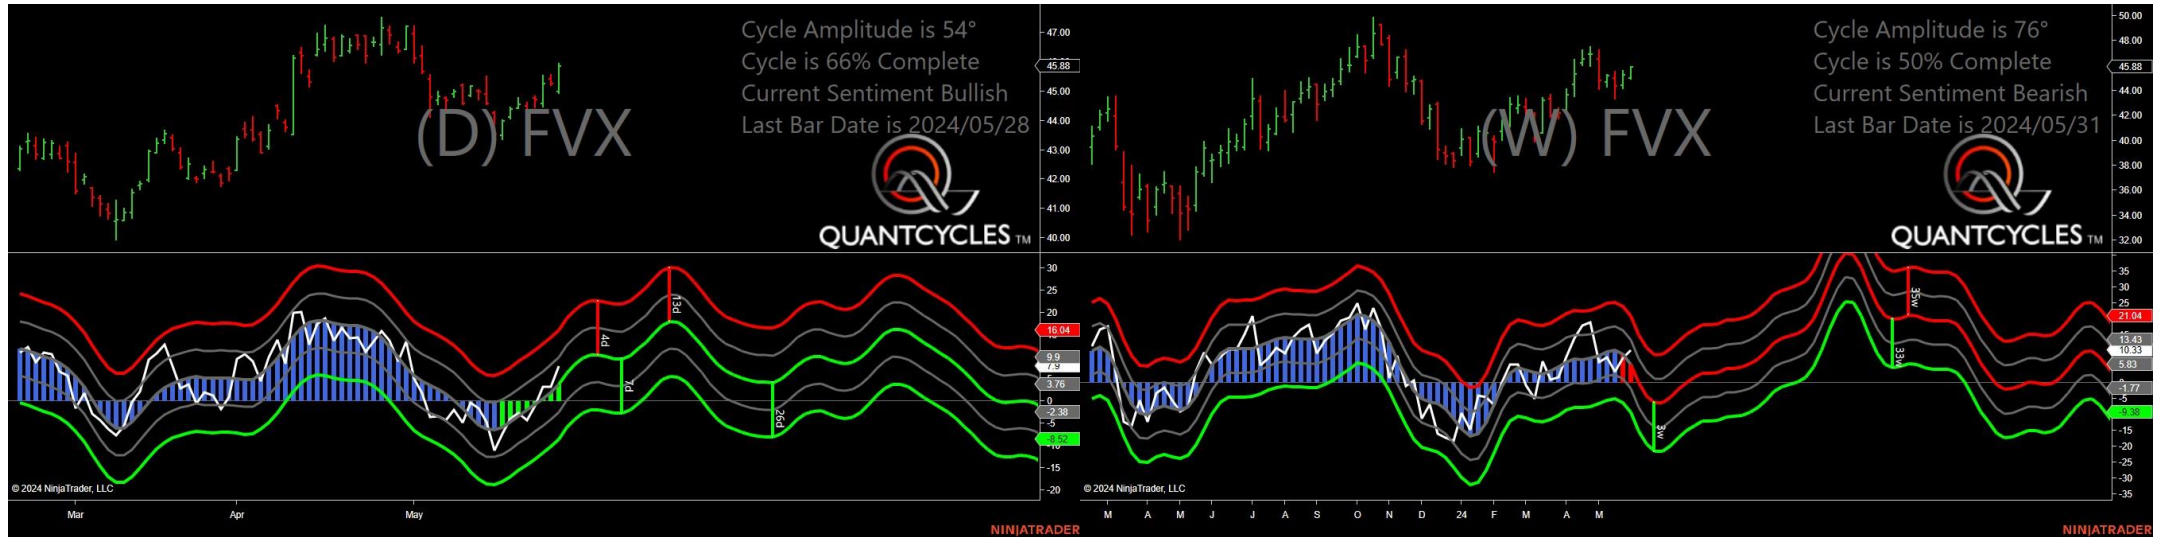 Cycle Amplitude is 54°
Cycle is 66% Complete
Current Sentiment Bullish
Last Bar Date is 2024/05/28
(D) FVX
QUANTCYCLES TM
47.00
45.88
45.00
44.00
43.00
42.00
41.00
40.00
30
25
20
16.04
9.9
7.9
3.76
0
-2.38
-5
-8.52
-15
-20
4d
7d
13d
26d
© 2024 NinjaTrader, LLC
Mar
Apr
May
NINJATRADER
Cycle Amplitude is 76°
Cycle is 50% Complete
Current Sentiment Bearish
Last Bar Date is 2024/05/31
(W) FVX
QUANTCYCLES TM
50.00
48.00
45.88
44.00
42.00
40.00
38.00
36.00
34.00
32.00
35
30
25
21.04
13.43
10.33
5.83
-1.77
-5
-9.38
-15
-20
-25
-30
-35
3w
33w
35w
© 2024 NinjaTrader, LLC
M A M J J A S O N D 24 F M A M
NINJATRADER